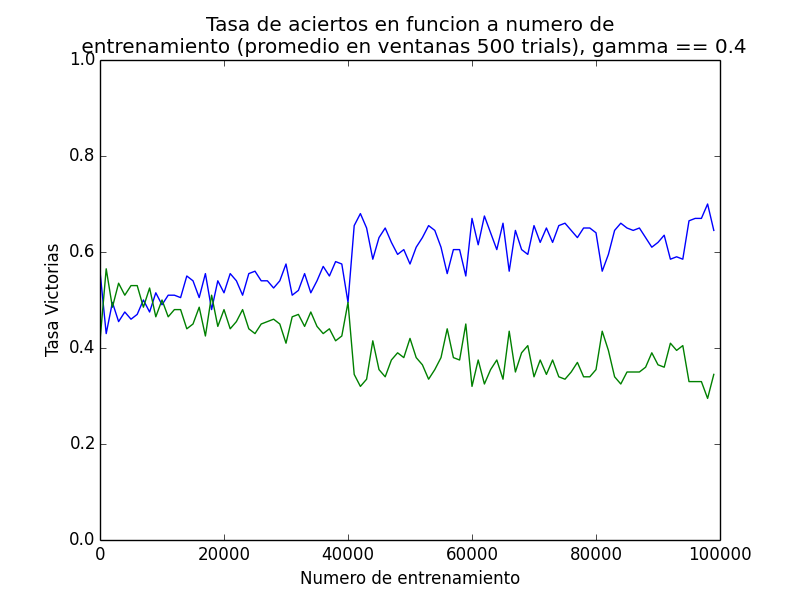 Tasa de aciertos en funcion a numero de
entrenamiento (promedio en ventanas 500 trials), gamma == 0.4
1.0
0.8
0.6
0.4
0.2
0.0
Tasa Victorias
0 20000 40000 60000 80000 100000
Numero de entrenamiento